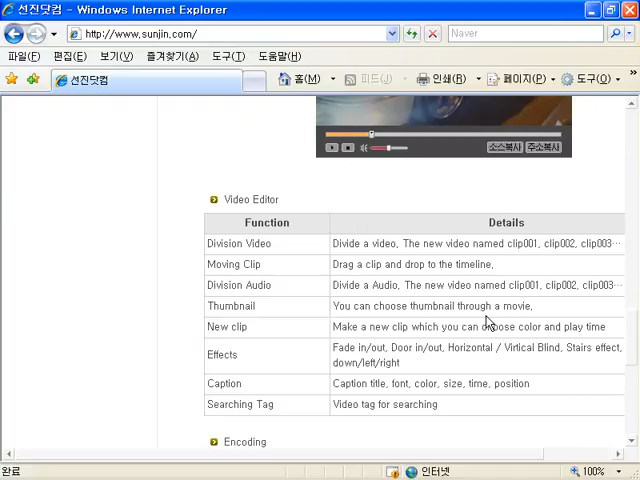 선진닷컴 - Windows Internet Explorer
http://www.sunjin.com/
Naver
파일(F) 편집(E) 보기(V) 즐겨찾기(A) 도구(T) 도움말(H)
선진닷컴 홈(M) 피드(J) 인쇄(R) 페이지(P) 도구(O)
소스복사 주소복사
Video Editor
Function Details
Division Video Divide a video, The new video named clip001, clip002, clip003···
Moving Clip Drag a clip and drop to the timeline,
Division Audio Divide a Audio, The new video named clip001, clip002, clip003···
Thumbnail You can choose thumbnail through a movie,
New clip Make a new clip which you can choose color and play time
Effects Fade in/out, Door in/out, Horizontal / Virtical Blind, Stairs effect,
down/left/right
Caption Caption title, font, color, size, time, position
Searching Tag Video tag for searching
Encoding
완료 인터넷 100%